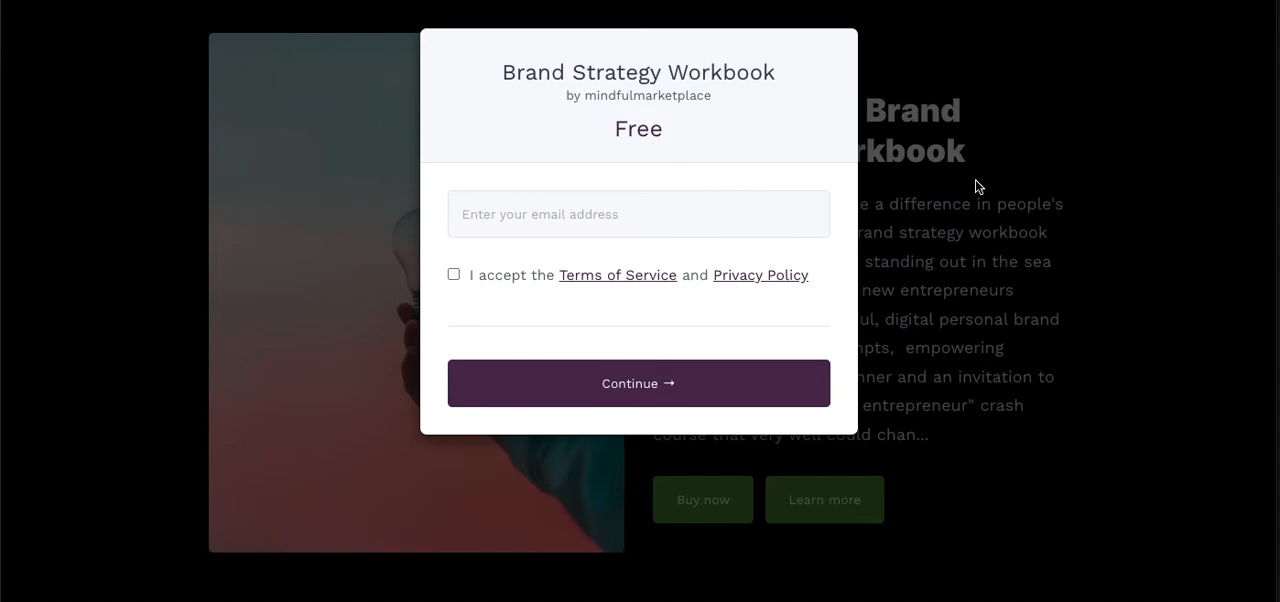 Brand Strategy Workbook
by mindfulmarketplace
Free
Enter your email address
I accept the Terms of Service and Privacy Policy
Continue →
Brand
rkbook
e a difference in people's
rand strategy workbook
standing out in the sea
new entrepreneurs
ul, digital personal brand
mpts, empowering
nner and an invitation to
entrepreneur" crash
course that very well could chan...
Buy now
Learn more